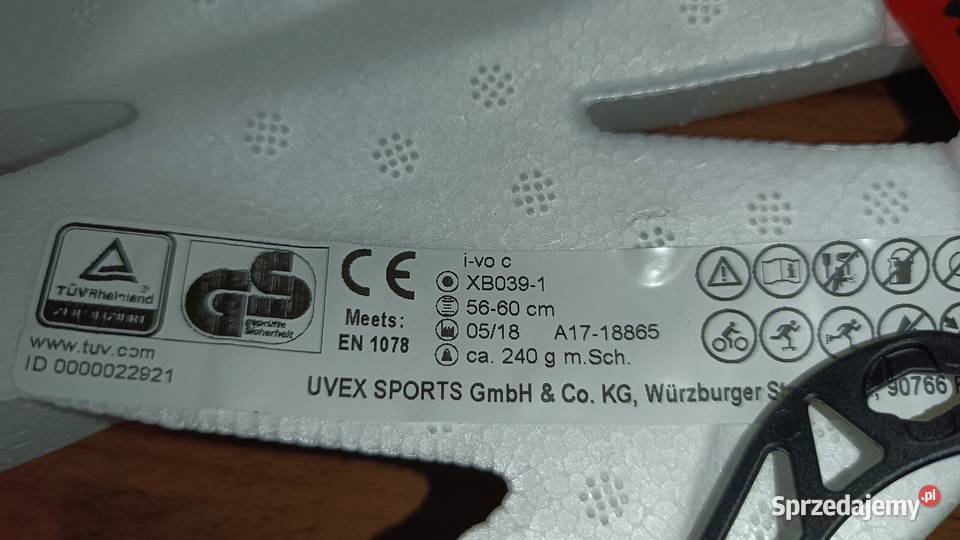 TÜVRheinland
geprüfte
Sicherheit
www.tuv.com
ID 0000022921
CE
Meets:
EN 1078
i-vo c
XB039-1
56-60 cm
05/18 A17-18865
ca. 240 g m.Sch.
UVEX SPORTS GmbH & Co. KG, Würzburger 90766
Sprzedajemy.pl